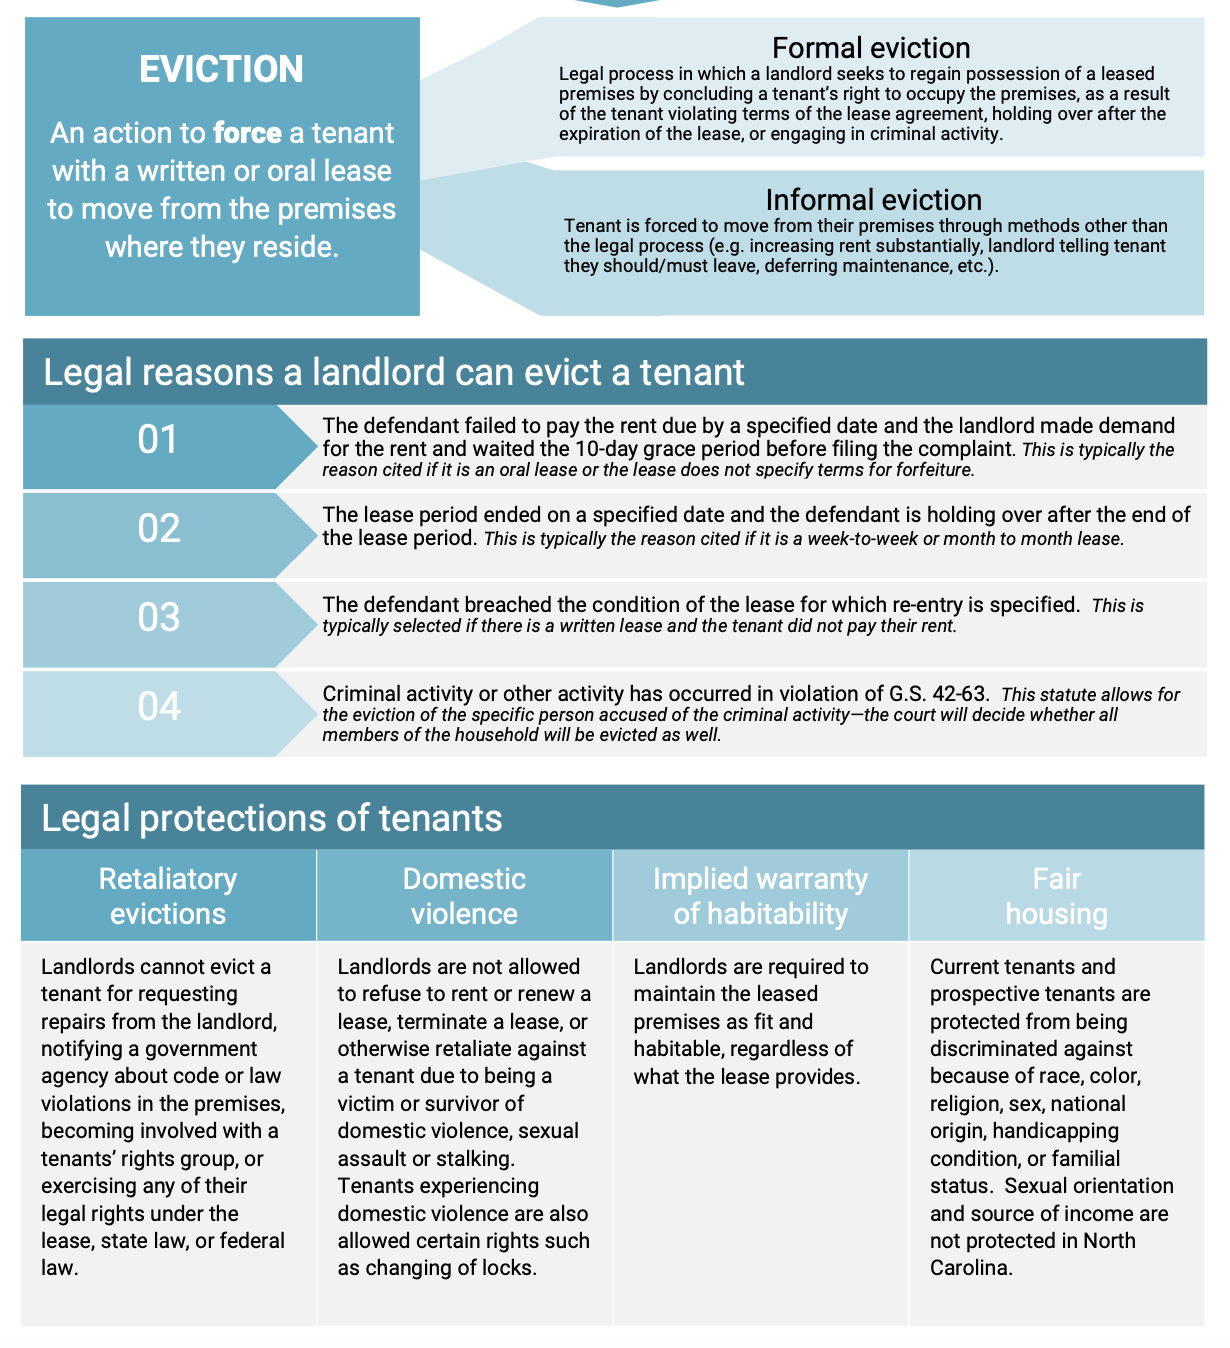 EVICTION
An action to force a tenant
with a written or oral lease
to move from the premises
where they reside.
Formal eviction
Legal process in which a landlord seeks to regain possession of a leased
premises by concluding a tenant’s right to occupy the premises, as a result
of the tenant violating terms of the lease agreement, holding over after the
expiration of the lease, or engaging in criminal activity.
Informal eviction
Tenant is forced to move from their premises through methods other than
the legal process (e.g. increasing rent substantially, landlord telling tenant
they should/must leave, deferring maintenance, etc.).
Legal reasons a landlord can evict a tenant
01
The defendant failed to pay the rent due by a specified date and the landlord made demand
for the rent and waited the 10-day grace period before filing the complaint. This is typically the
reason cited if it is an oral lease or the lease does not specify terms for forfeiture.
02
The lease period ended on a specified date and the defendant is holding over after the end of
the lease period. This is typically the reason cited if it is a week-to-week or month to month lease.
03
The defendant breached the condition of the lease for which re-entry is specified. This is
typically selected if there is a written lease and the tenant did not pay their rent.
04
Criminal activity or other activity has occurred in violation of G.S. 42-63. This statute allows for
the eviction of the specific person accused of the criminal activity—the court will decide whether all
members of the household will be evicted as well.
Legal protections of tenants
Retaliatory
evictions
Landlords cannot evict a
tenant for requesting
repairs from the landlord,
notifying a government
agency about code or law
violations in the premises,
becoming involved with a
tenants’ rights group, or
exercising any of their
legal rights under the
lease, state law, or federal
law.
Domestic
violence
Landlords are not allowed
to refuse to rent or renew a
lease, terminate a lease, or
otherwise retaliate against
a tenant due to being a
victim or survivor of
domestic violence, sexual
assault or stalking.
Tenants experiencing
domestic violence are also
allowed certain rights such
as changing of locks.
Implied warranty
of habitability
Landlords are required to
maintain the leased
premises as fit and
habitable, regardless of
what the lease provides.
Fair
housing
Current tenants and
prospective tenants are
protected from being
discriminated against
because of race, color,
religion, sex, national
origin, handicapping
condition, or familial
status. Sexual orientation
and source of income are
not protected in North
Carolina.